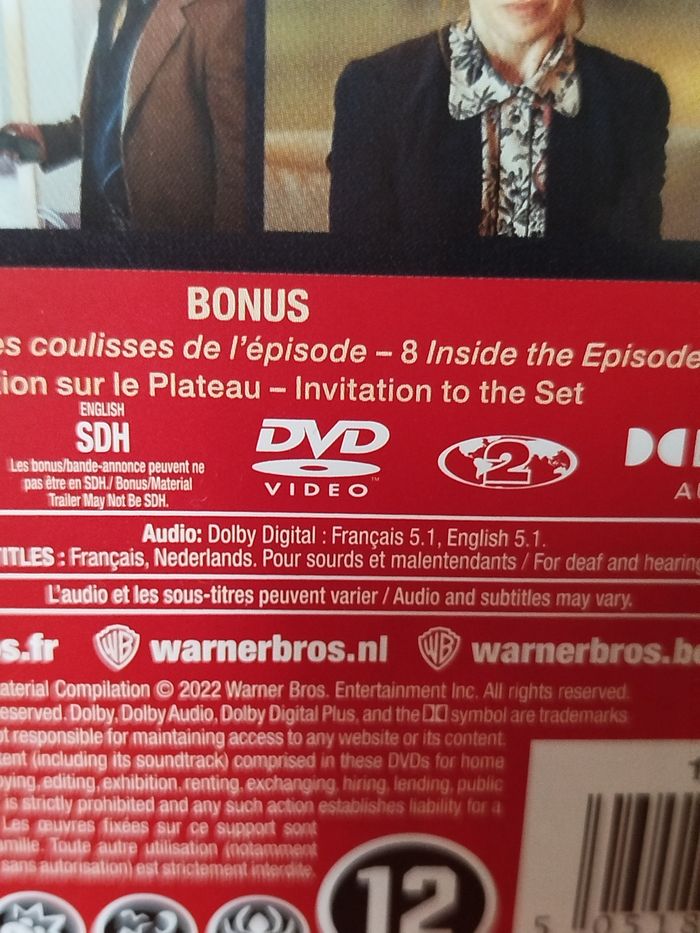 BONUS
es coulisses de l'épisode – 8 Inside the Episode
tion sur le Plateau – Invitation to the Set
ENGLISH
SDH
Les bonus/bande-annonce peuvent ne
pas être en SDH./ Bonus/Material
Trailer May Not Be SDH.
DVD
VIDEO
TM
2
Audio: Dolby Digital : Français 5.1, English 5.1.
TITLES : Français, Nederlands. Pour sourds et malentendants / For deaf and hearing
L'audio et les sous-titres peuvent varier / Audio and subtitles may vary.
s.fr WB warnerbros.nl WB warnerbros.be
aterial Compilation © 2022 Warner Bros. Entertainment Inc. All rights reserved.
eserved. Dolby, Dolby Audio, Dolby Digital Plus, and the symbol are trademarks
ot responsible for maintaining access to any website or its content
tent (including its soundtrack) comprised in these DVDs for home
pying, editing, exhibition, renting, exchanging, hiring, lending, public
is strictly prohibited and any such action establishes liability for a
Les œuvres fixées sur ce support sont
amille. Toute autre utilisation (notamment
sans autorisation) est strictement interdite.
12
5 051